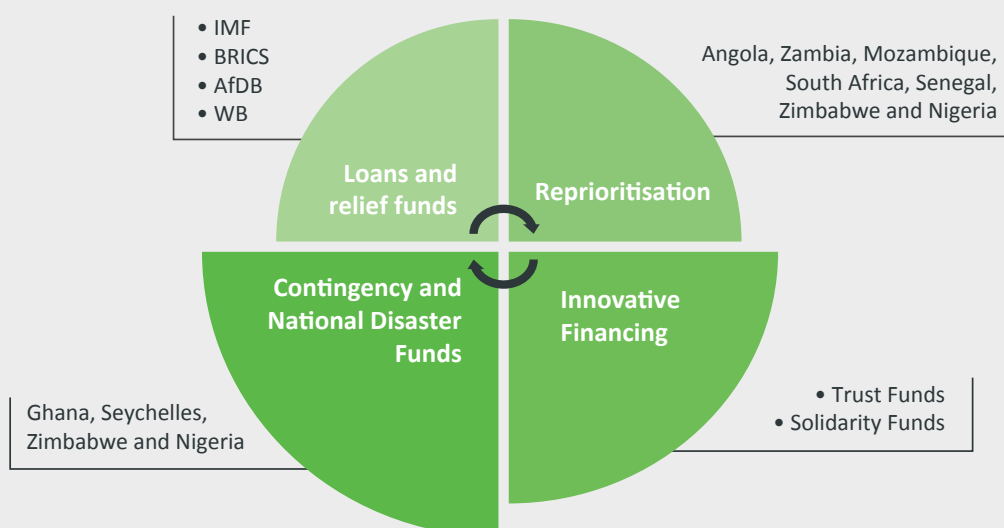 • IMF
• BRICS
• AfDB
• WB
Angola, Zambia, Mozambique,
South Africa, Senegal,
Zimbabwe and Nigeria
Loans and
relief funds
Reprioritisation
Contingency and
National Disaster
Funds
Innovative
Financing
Ghana, Seychelles,
Zimbabwe and Nigeria
• Trust Funds
• Solidarity Funds